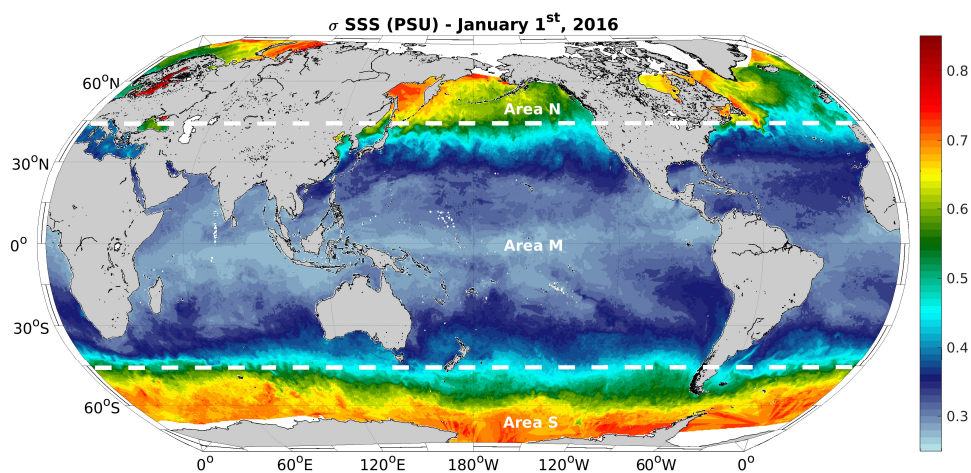 σ SSS (PSU) - January 1st, 2016
60°N
30°N
0°
30°S
60°S
Area N
Area M
Area S
0° 60°E 120°E 180°W 120°W 60°W 0°
0.8
0.7
0.6
0.5
0.4
0.3